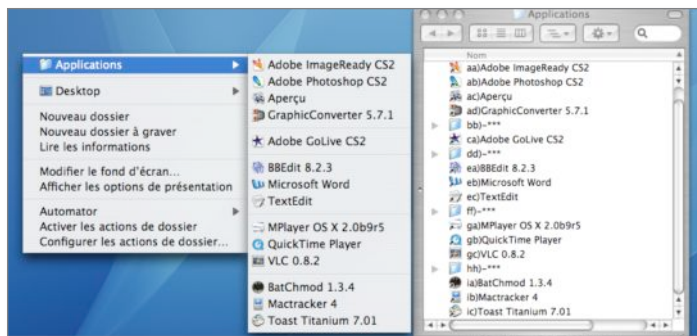 Applications
Desktop
Nouveau dossier
Nouveau dossier à graver
Lire les informations
Modifier le fond d'écran...
Afficher les options de présentation
Automator
Activer les actions de dossier
Configurer les actions de dossier...
Adobe ImageReady CS2
Adobe Photoshop CS2
Aperçu
GraphicConverter 5.7.1
Adobe GoLive CS2
BBEdit 8.2.3
Microsoft Word
TextEdit
MPlayer OS X 2.0b9r5
QuickTime Player
VLC 0.8.2
BatChmod 1.3.4
Mactracker 4
Toast Titanium 7.01
Applications
Nom
aa)Adobe ImageReady CS2
ab)Adobe Photoshop CS2
ac)Aperçu
ad)GraphicConverter 5.7.1
bb)-***
ca)Adobe GoLive CS2
dd)-***
ea)BBEdit 8.2.3
eb)Microsoft Word
ec)TextEdit
ff)-***
ga)MPlayer OS X 2.0b9r5
gb)QuickTime Player
gc)VLC 0.8.2
hh)-***
ia)BatChmod 1.3.4
ib)Mactracker 4
ic)Toast Titanium 7.01